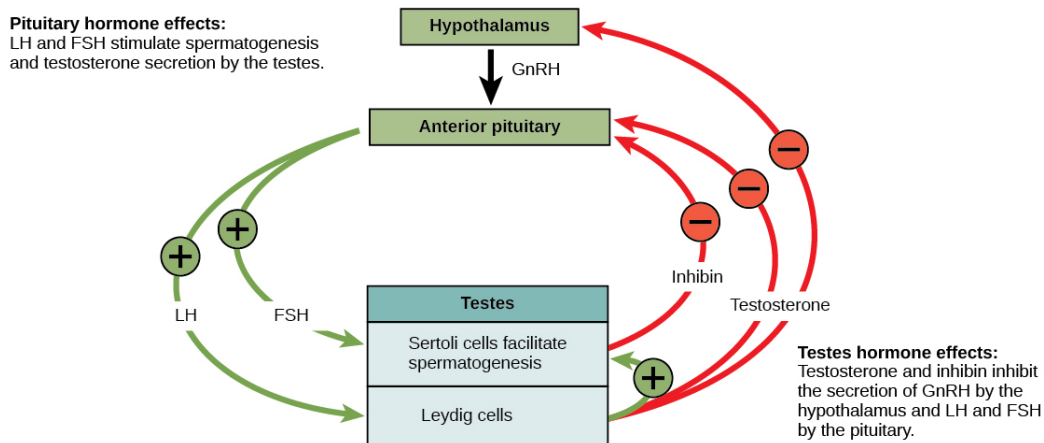 Pituitary hormone effects:
LH and FSH stimulate spermatogenesis
and testosterone secretion by the testes.
Hypothalamus
GnRH
Anterior pituitary
+
+
−
−
−
LH
FSH
Inhibin
Testosterone
Testes
Sertoli cells facilitate
spermatogenesis
Leydig cells
+
Testes hormone effects:
Testosterone and inhibin inhibit
the secretion of GnRH by the
hypothalamus and LH and FSH
by the pituitary.